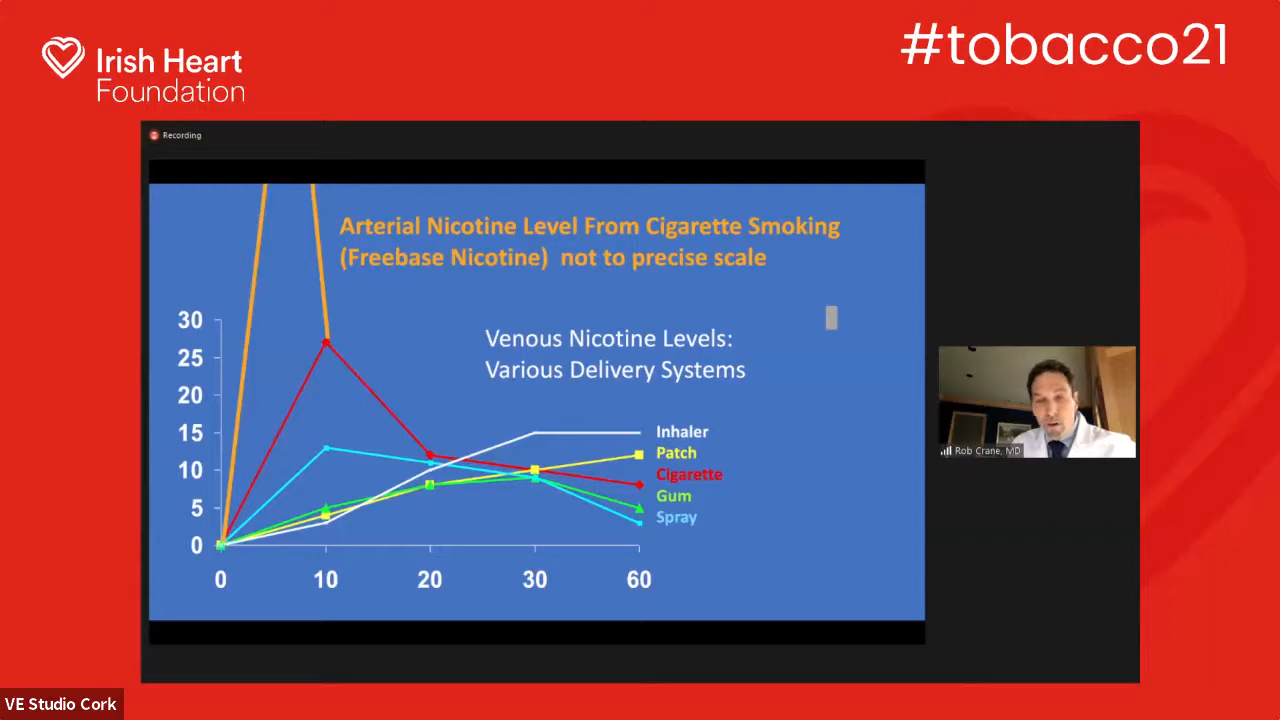 Irish Heart
Foundation
#tobacco21
Recording
Arterial Nicotine Level From Cigarette Smoking
(Freebase Nicotine) not to precise scale
Venous Nicotine Levels:
Various Delivery Systems
30
25
20
15
10
5
0
0 10 20 30 60
Inhaler
Patch
Cigarette
Gum
Spray
Rob Crane, MD
VE Studio Cork